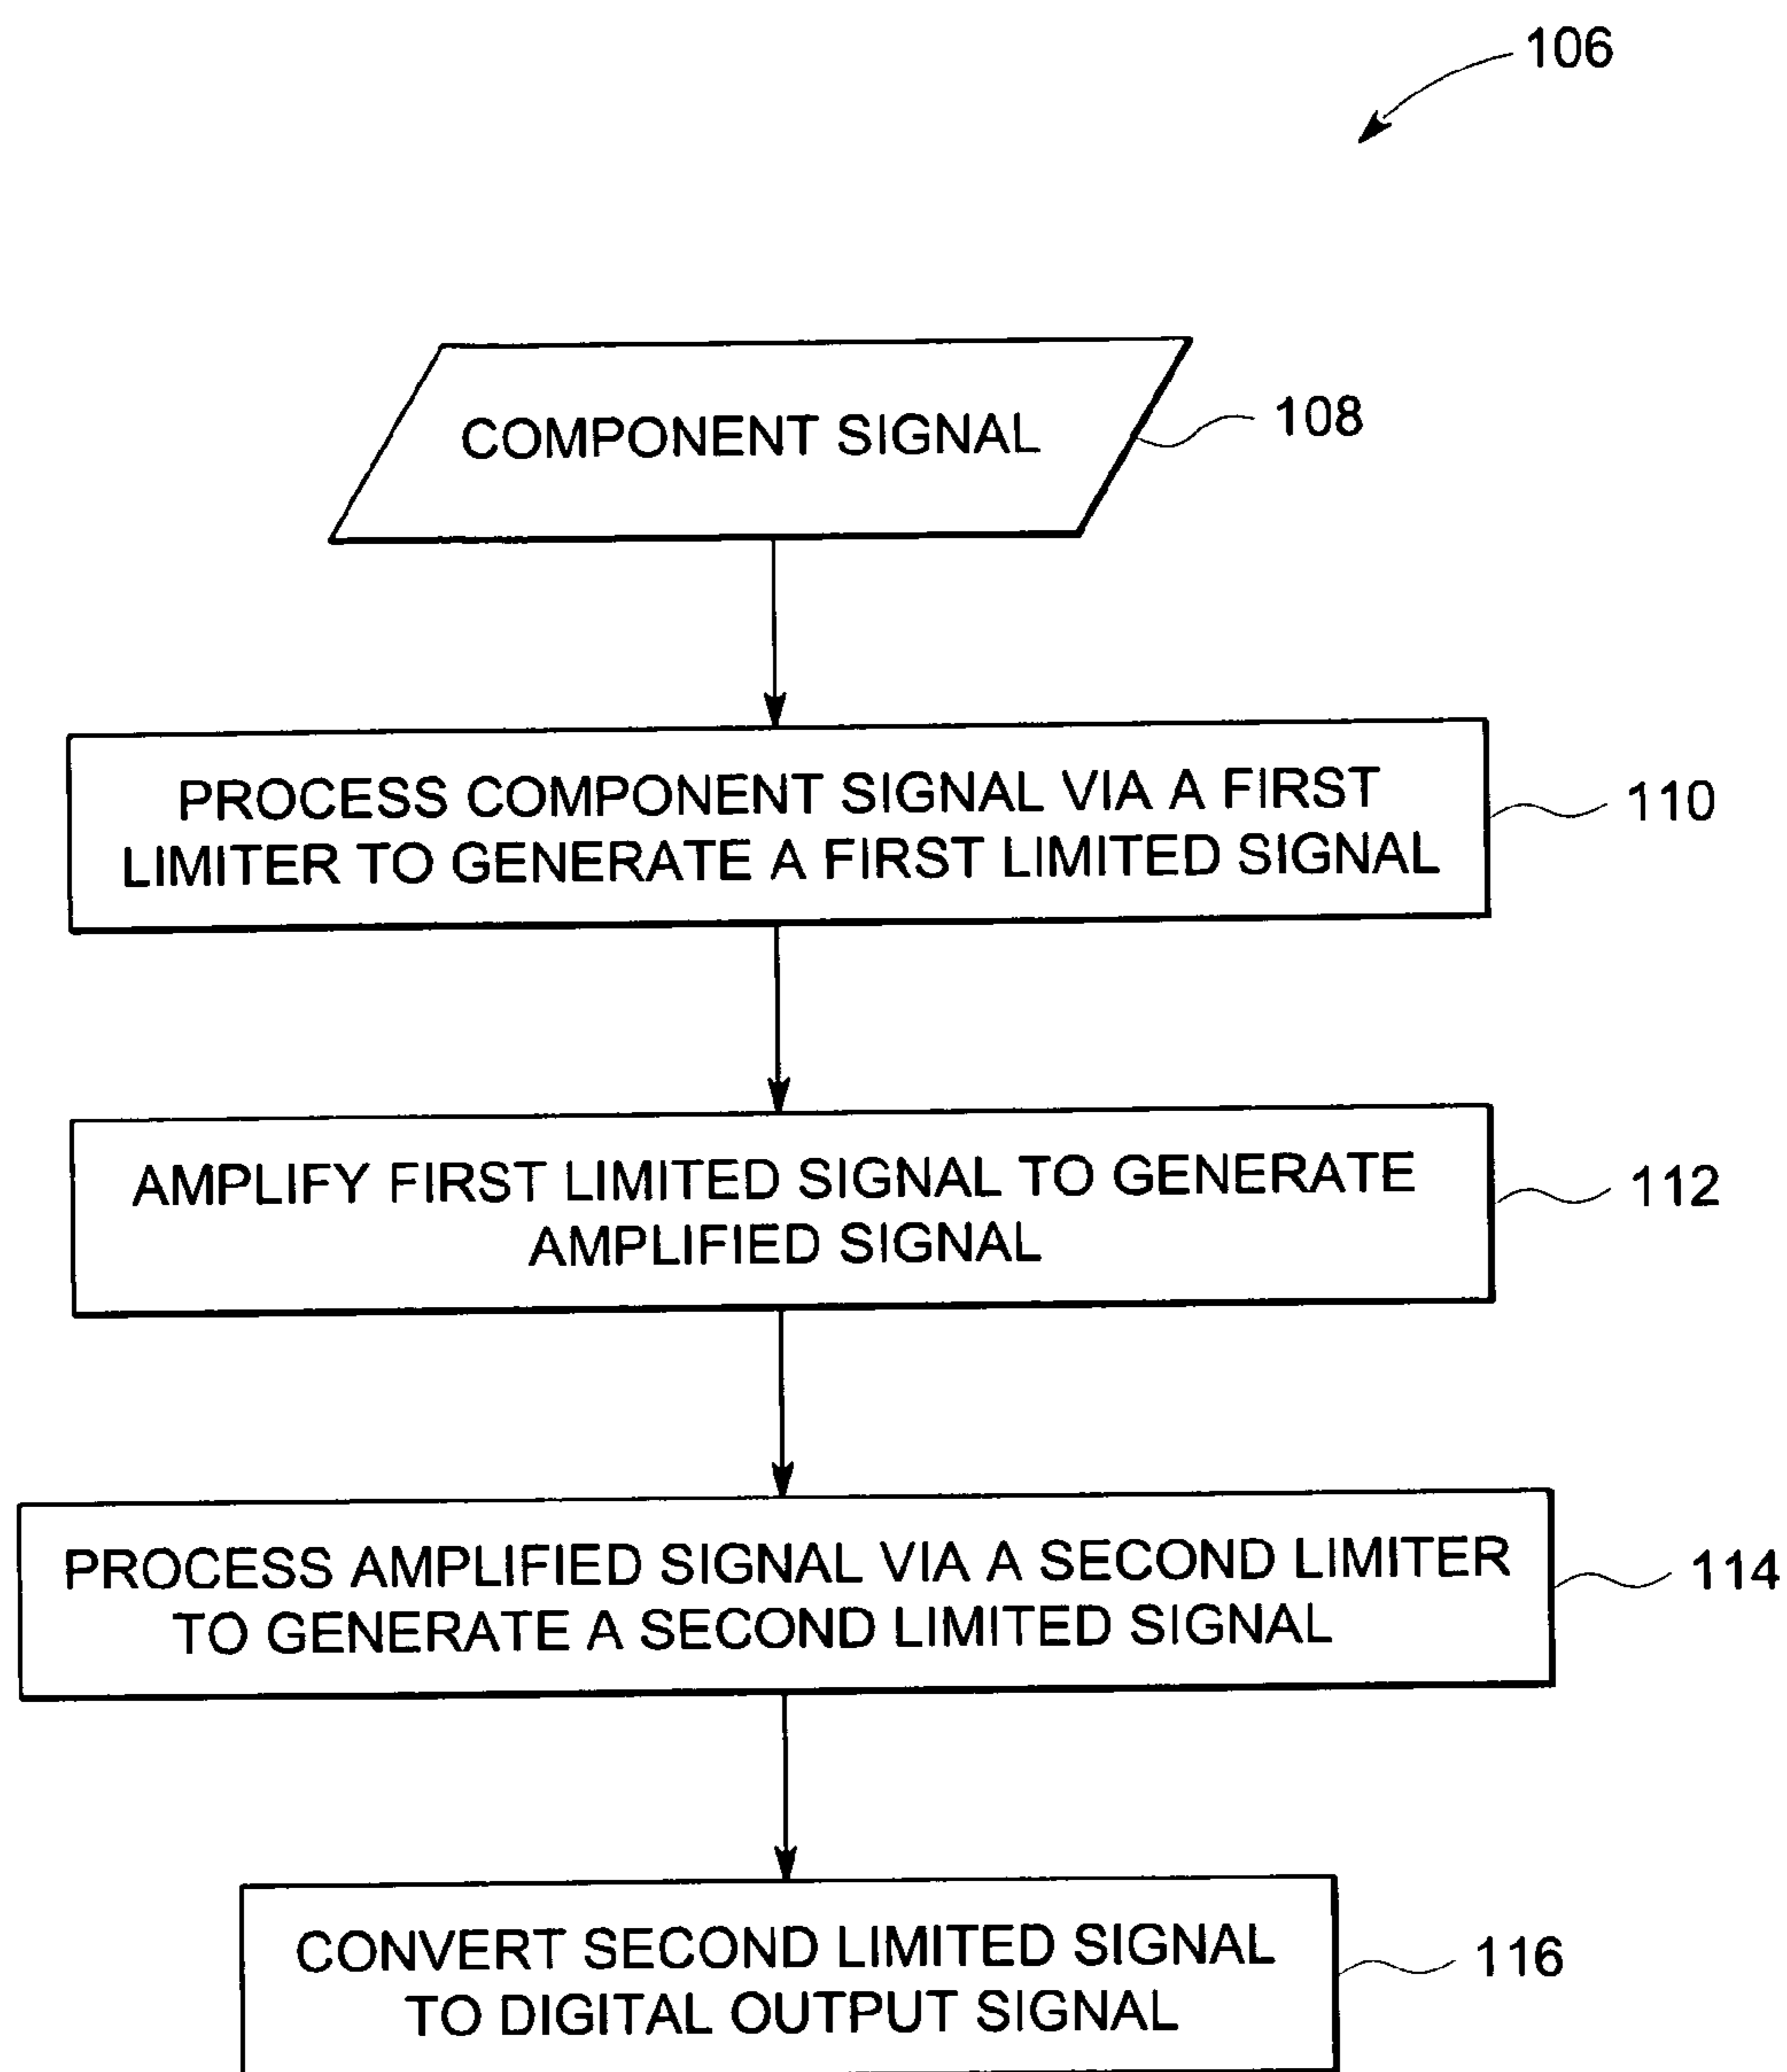 106
COMPONENT SIGNAL
108
PROCESS COMPONENT SIGNAL VIA A FIRST
LIMITER TO GENERATE A FIRST LIMITED SIGNAL
110
AMPLIFY FIRST LIMITED SIGNAL TO GENERATE
AMPLIFIED SIGNAL
112
PROCESS AMPLIFIED SIGNAL VIA A SECOND LIMITER
TO GENERATE A SECOND LIMITED SIGNAL
114
CONVERT SECOND LIMITED SIGNAL
TO DIGITAL OUTPUT SIGNAL
116